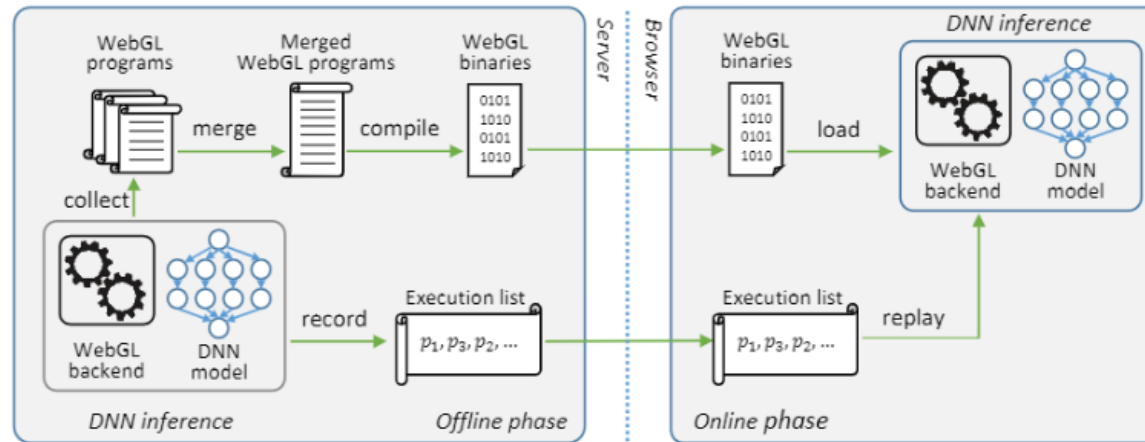 WebGL
programs
Merged
WebGL programs
WebGL
binaries
0101
1010
0101
1010
merge
compile
collect
WebGL
backend
DNN
model
record
Execution list
p₁, p₃, p₂, ...
DNN inference
Offline phase
Server
Browser
WebGL
binaries
0101
1010
0101
1010
load
DNN inference
WebGL
backend
DNN
model
Execution list
p₁, p₃, p₂, ...
replay
Online phase